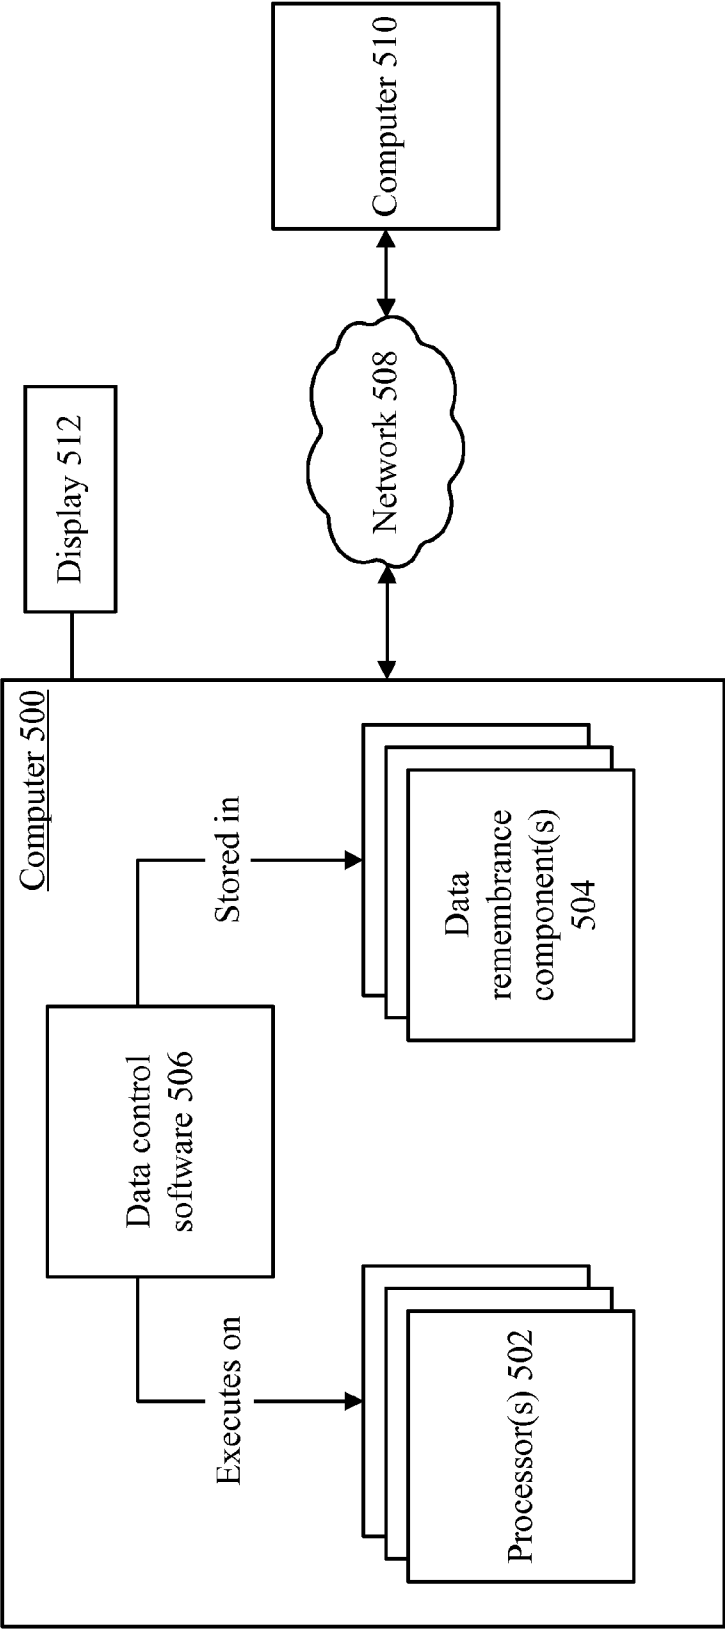 Computer 500
Data control
software 506
Executes on
Stored in
Processor(s) 502
Data
remembrance
component(s)
504
Display 512
Network 508
Computer 510